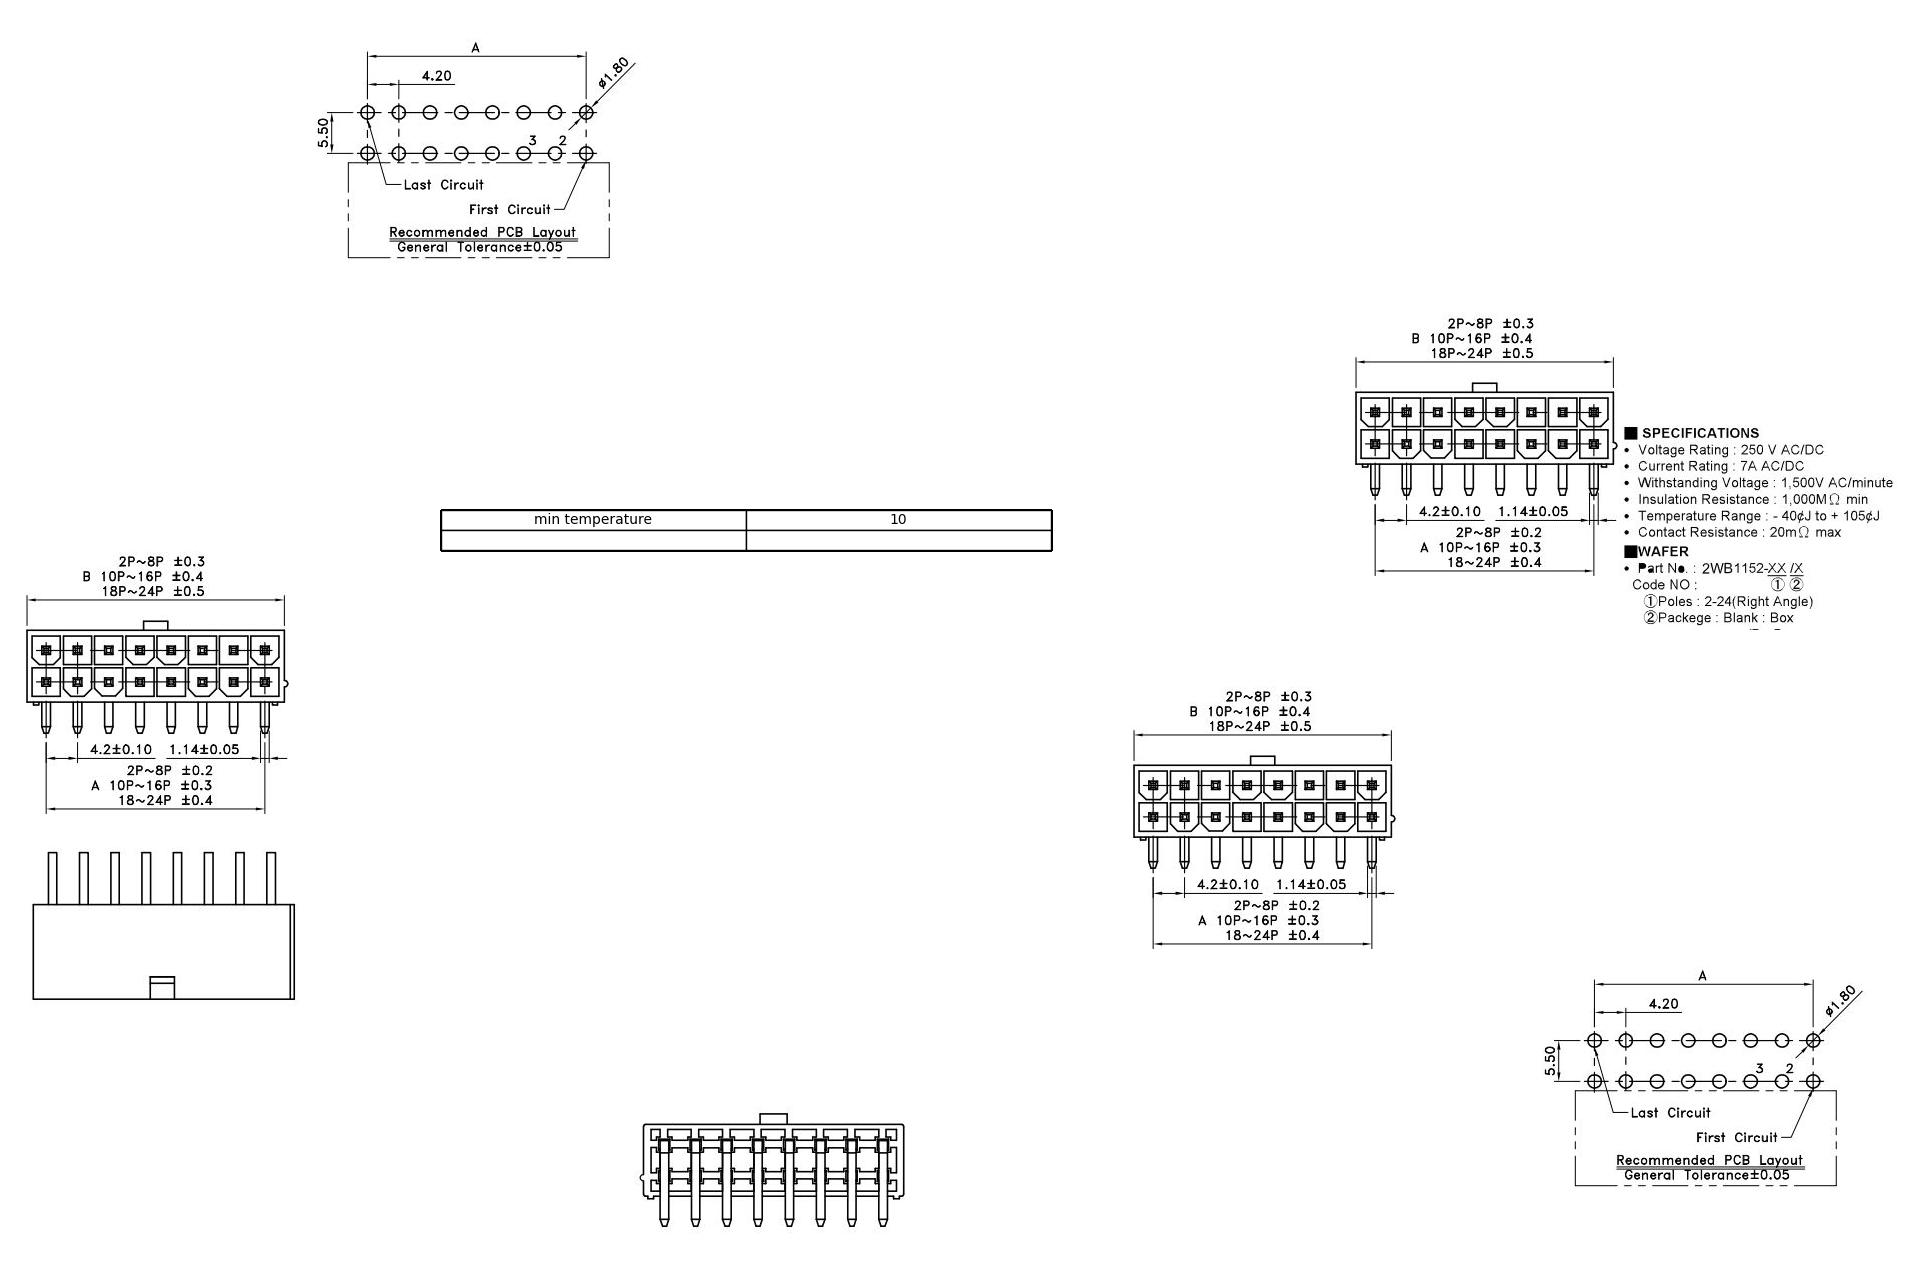 A
4.20
ø1.80
5.50
3 2
Last Circuit
First Circuit
Recommended PCB Layout
General Tolerance±0.05
2P~8P ±0.3
B 10P~16P ±0.4
18P~24P ±0.5
4.2±0.10 1.14±0.05
2P~8P ±0.2
A 10P~16P ±0.3
18~24P ±0.4
■ SPECIFICATIONS
• Voltage Rating : 250 V AC/DC
• Current Rating : 7A AC/DC
• Withstanding Voltage : 1,500V AC/minute
• Insulation Resistance : 1,000MΩ min
• Temperature Range : - 40¢J to + 105¢J
• Contact Resistance : 20mΩ max
■WAFER
• Part No. : 2WB1152-XX /X
Code NO : ① ②
①Poles : 2-24(Right Angle)
②Packege : Blank : Box
min temperature 10
2P~8P ±0.3
B 10P~16P ±0.4
18P~24P ±0.5
4.2±0.10 1.14±0.05
2P~8P ±0.2
A 10P~16P ±0.3
18~24P ±0.4
2P~8P ±0.3
B 10P~16P ±0.4
18P~24P ±0.5
4.2±0.10 1.14±0.05
2P~8P ±0.2
A 10P~16P ±0.3
18~24P ±0.4
A
4.20
ø1.80
5.50
3 2
Last Circuit
First Circuit
Recommended PCB Layout
General Tolerance±0.05